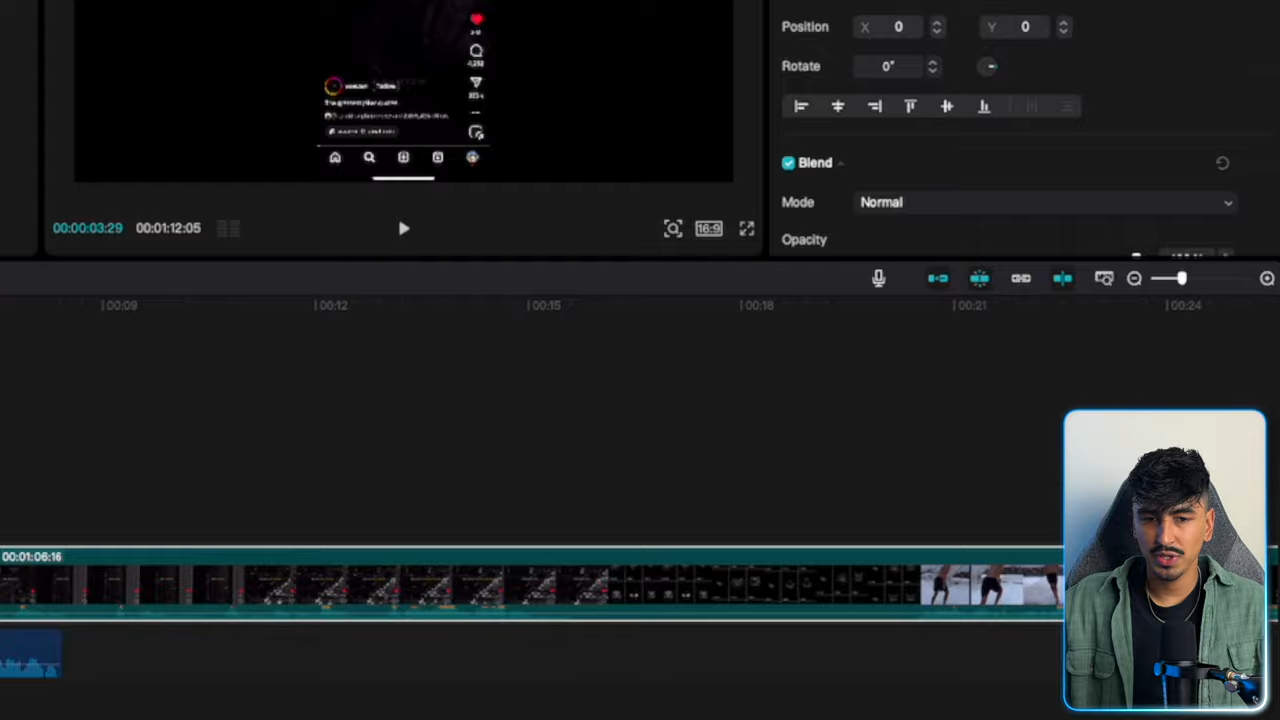 Position X 0 Y 0
Rotate 0°
Blend
Mode Normal
Opacity
00:00:03:29 00:01:12:05 16:9
00:09 00:12 00:15 00:18 00:21 00:24
00:01:06:16